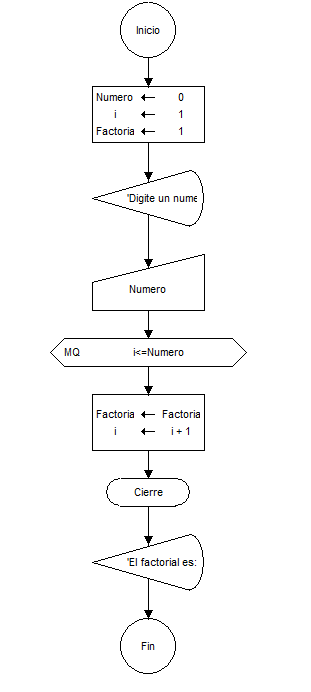 Inicio
Numero ← 0
i ← 1
Factoria ← 1
'Digite un nume
Numero
MQ i<=Numero
Factoria ← Factoria
i ← i + 1
Cierre
'El factorial es:
Fin